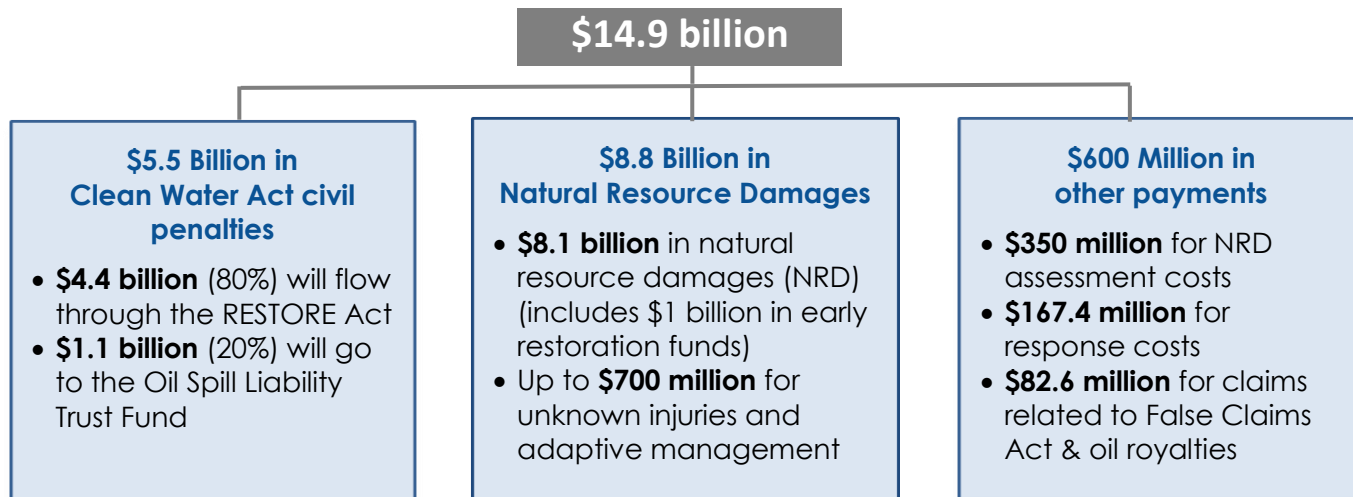 $14.9 billion
$5.5 Billion in
Clean Water Act civil
penalties
• $4.4 billion (80%) will flow
through the RESTORE Act
• $1.1 billion (20%) will go
to the Oil Spill Liability
Trust Fund
$8.8 Billion in
Natural Resource Damages
• $8.1 billion in natural
resource damages (NRD)
(includes $1 billion in early
restoration funds)
• Up to $700 million for
unknown injuries and
adaptive management
$600 Million in
other payments
• $350 million for NRD
assessment costs
• $167.4 million for
response costs
• $82.6 million for claims
related to False Claims
Act & oil royalties